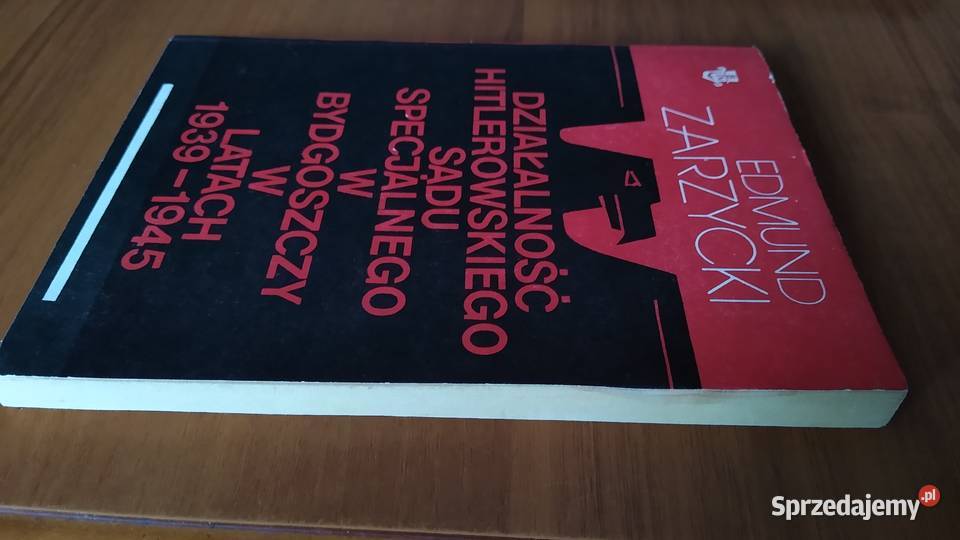 EDMUND
ZARZYCKI
DZIAŁALNOŚĆ
HITLEROWSKIEGO
SĄDU
SPECJALNEGO
W
BYDGOSZCZY
W
LATACH
1939-1945
Sprzedajemy.pl